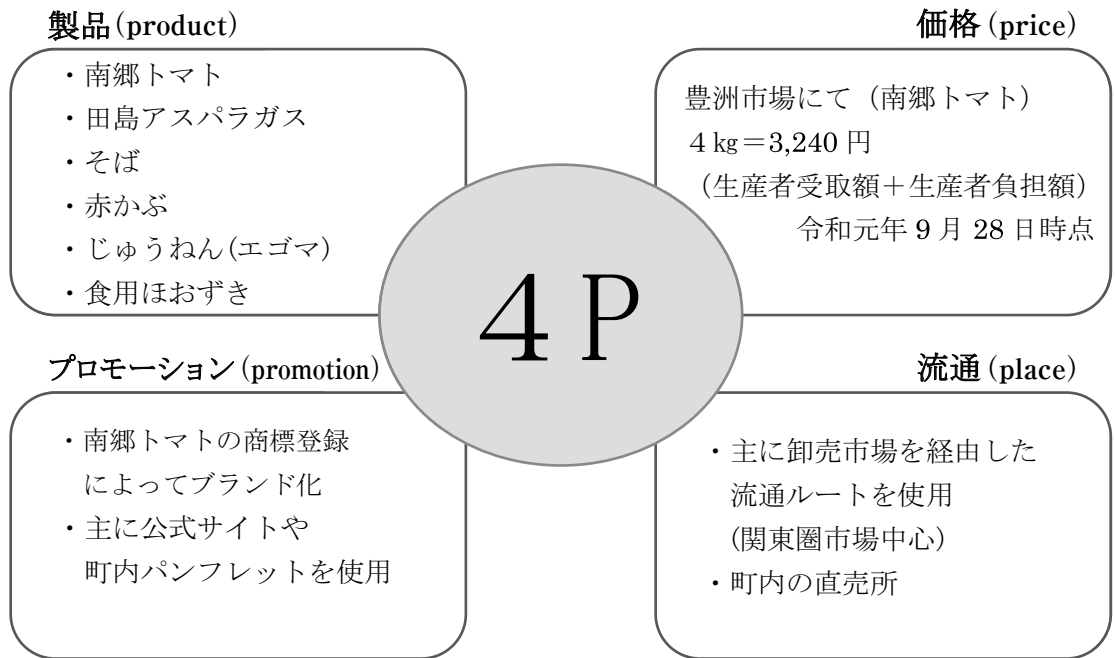 製品(product)
・南郷トマト
・田島アスパラガス
・そば
・赤かぶ
・じゅうねん(エゴマ)
・食用ほおずき
価格(price)
豊洲市場にて(南郷トマト)
4㎏=3,240円
(生産者受取額+生産者負担額)
令和元年9月28日時点
4P
プロモーション(promotion)
・南郷トマトの商標登録
によってブランド化
・主に公式サイトや
町内パンフレットを使用
流通(place)
・主に卸売市場を経由した
流通ルートを使用
(関東圏市場中心)
・町内の直売所